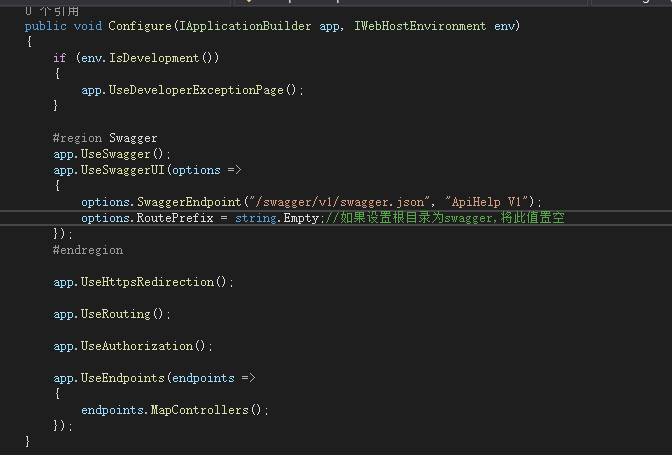 0 个引用
public void Configure(IApplicationBuilder app, IWebHostEnvironment env)
{
    if (env.IsDevelopment())
    {
        app.UseDeveloperExceptionPage();
    }

    #region Swagger
    app.UseSwagger();
    app.UseSwaggerUI(options =>
    {
        options.SwaggerEndpoint("/swagger/v1/swagger.json", "ApiHelp V1");
        options.RoutePrefix = string.Empty;//如果设置根目录为swagger,将此值置空
    });
    #endregion

    app.UseHttpsRedirection();

    app.UseRouting();

    app.UseAuthorization();

    app.UseEndpoints(endpoints =>
    {
        endpoints.MapControllers();
    });
}